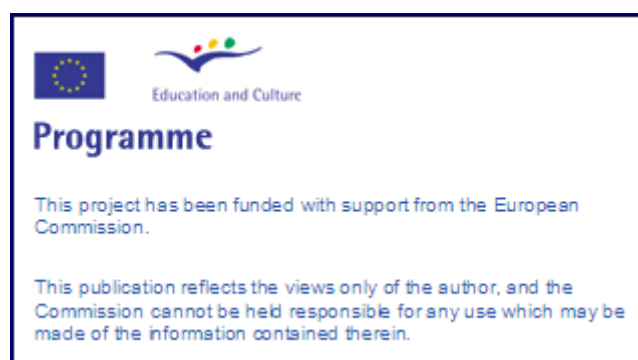 Education and Culture
Programme
This project has been funded with support from the European
Commission.
This publication reflects the views only of the author, and the
Commission cannot be held responsible for any use which may be
made of the information contained therein.